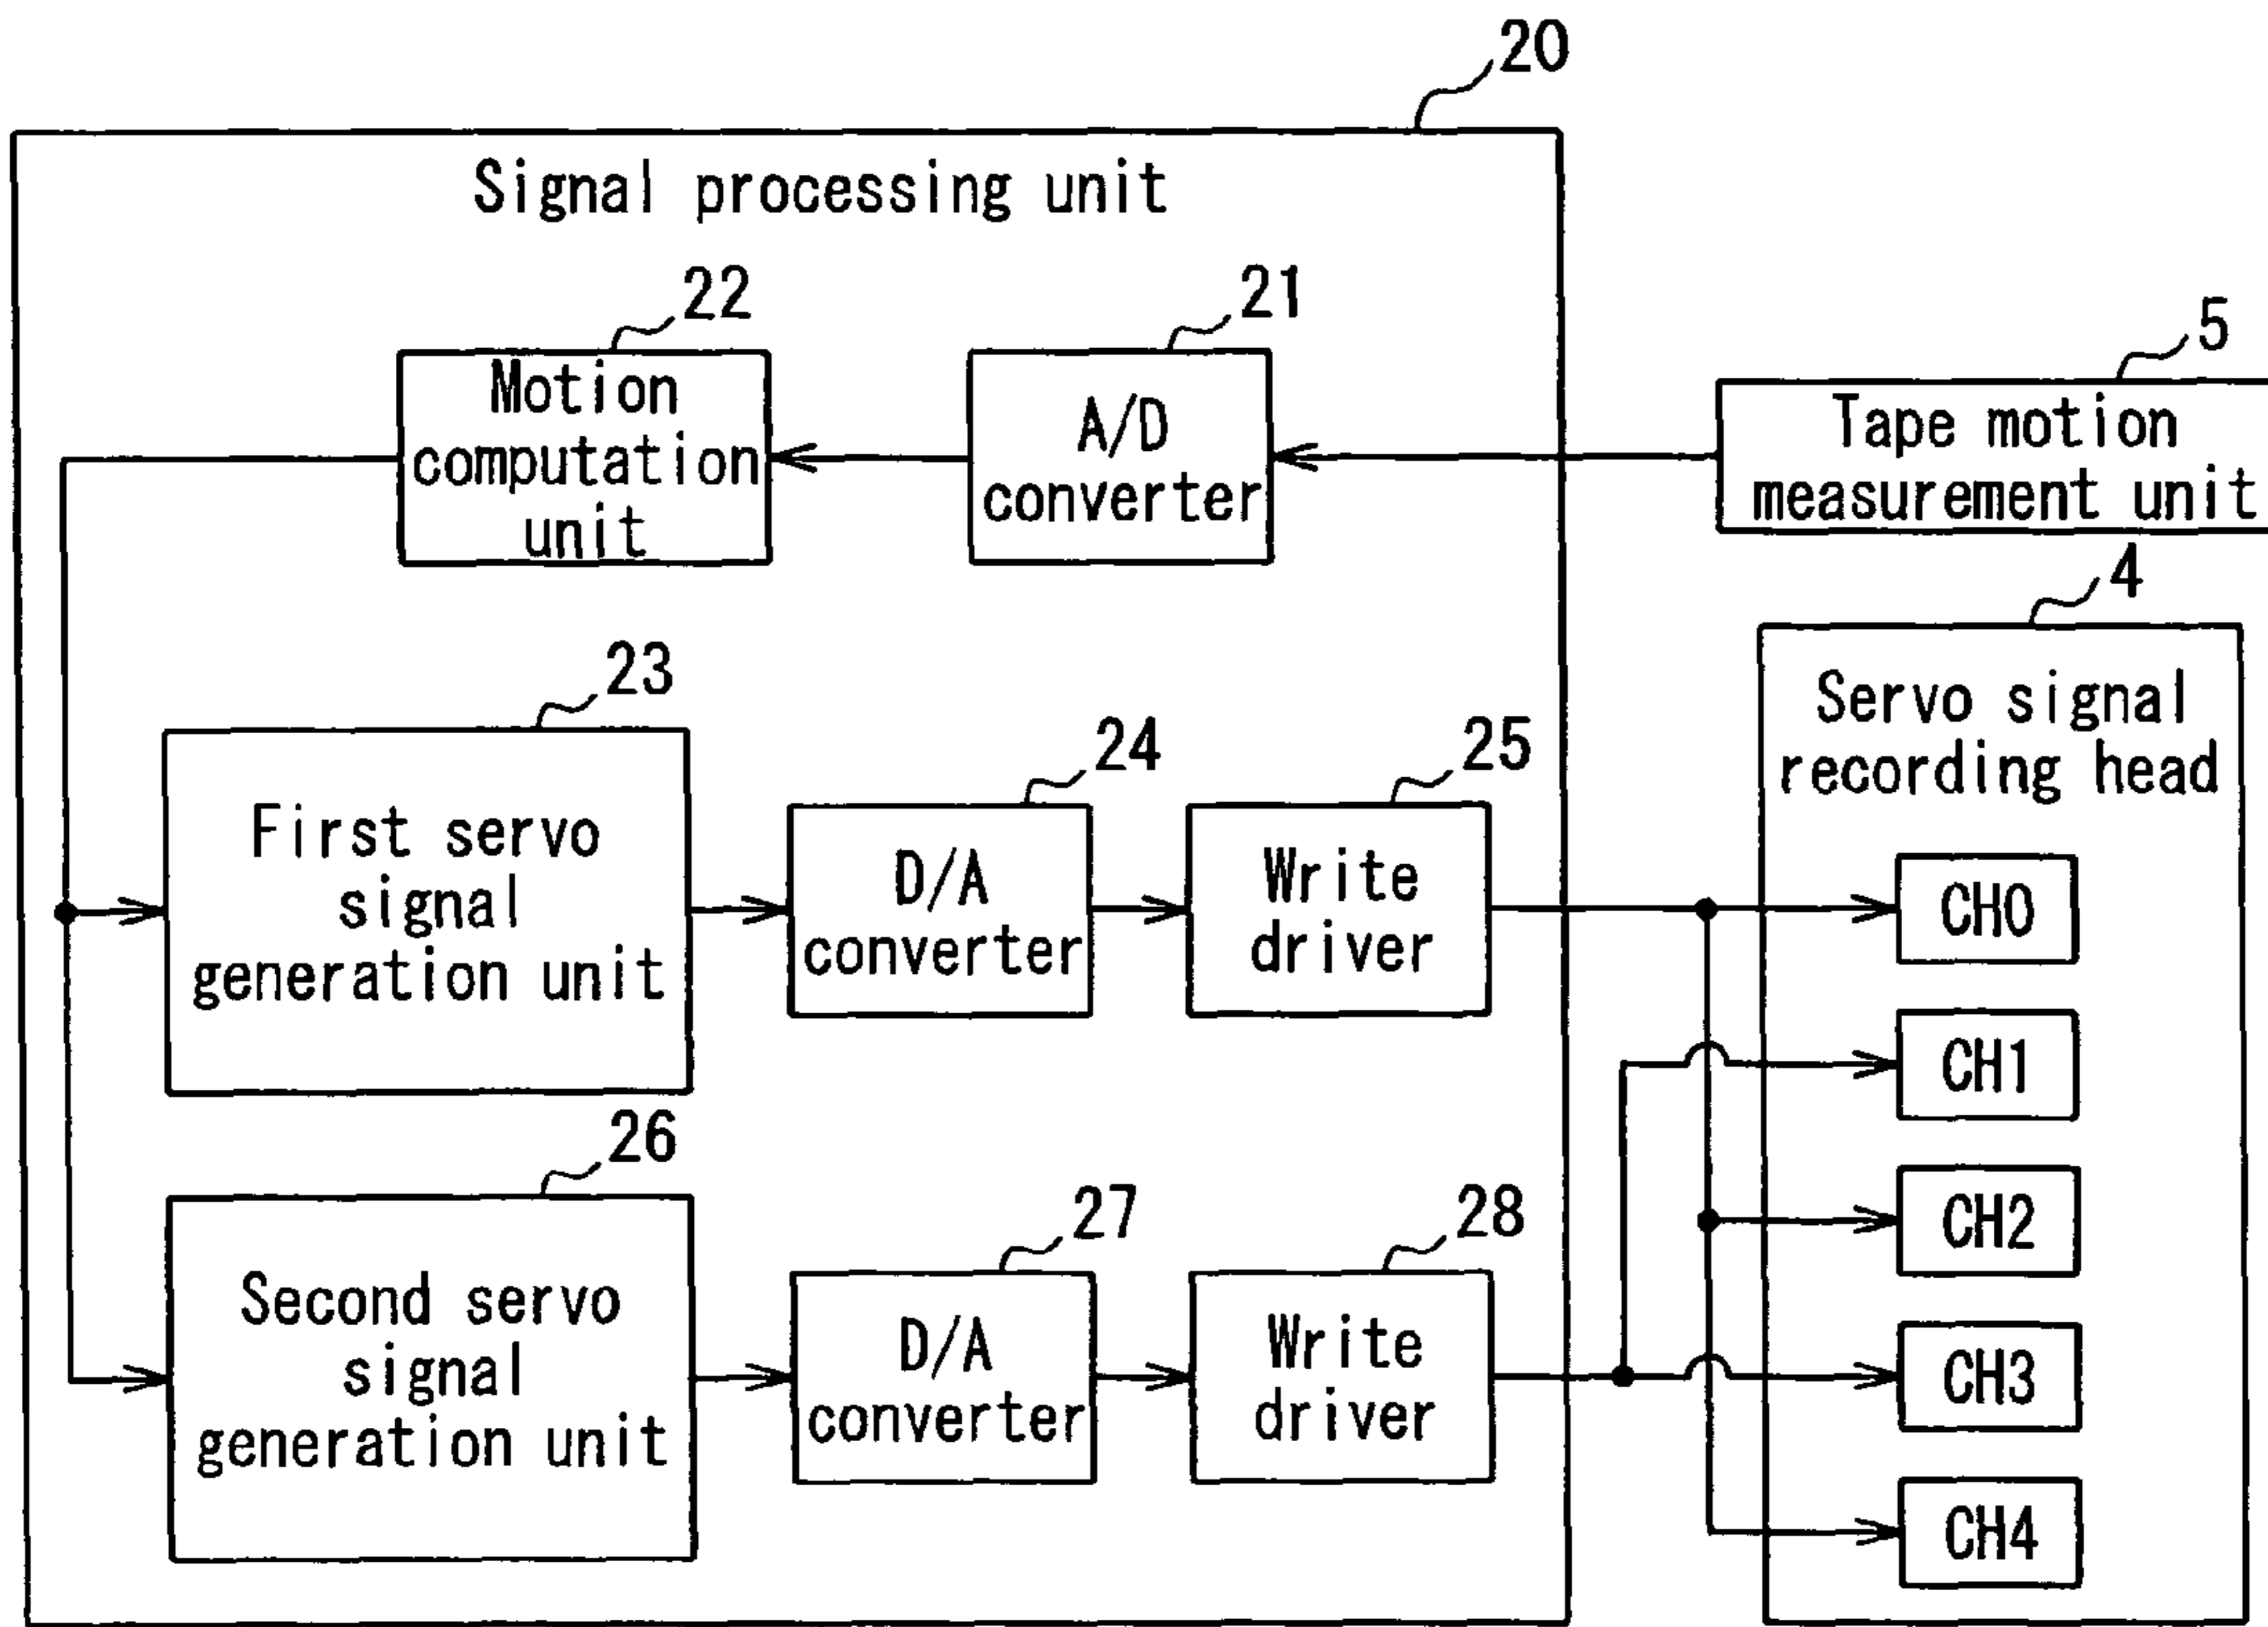 20
Signal processing unit
22
21
5
Motion
computation
unit
A/D
converter
Tape motion
measurement unit
4
23
24
25
Servo signal
recording head
First servo
signal
generation unit
D/A
converter
Write
driver
CH0
CH1
26
27
28
CH2
Second servo
signal
generation unit
D/A
converter
Write
driver
CH3
CH4